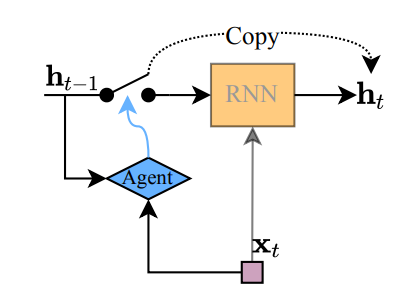 Copy
h_{t-1}
RNN
h_t
Agent
x_t